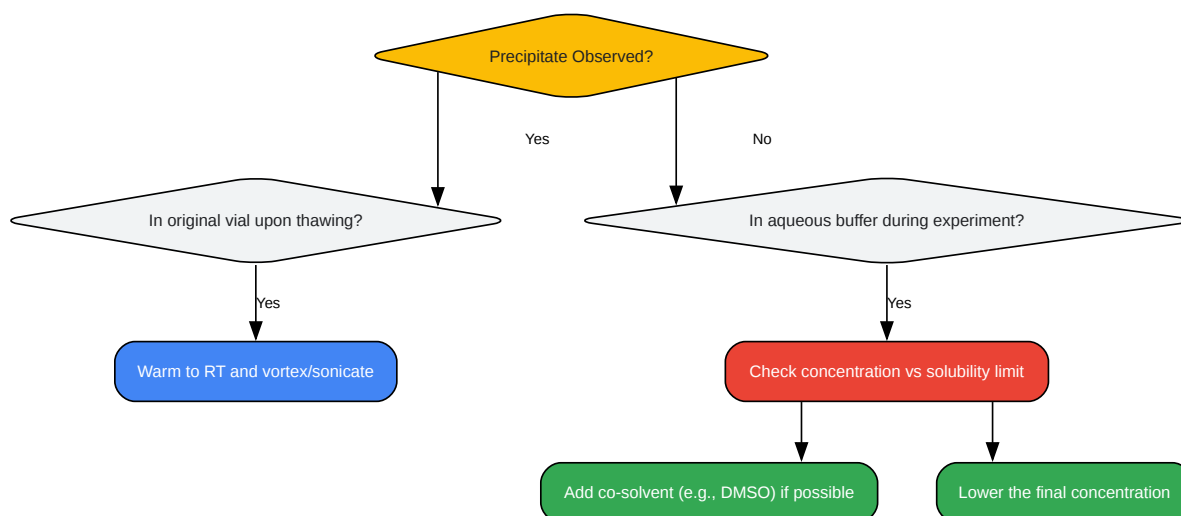 Precipitate Observed?
Yes
No
In original vial upon thawing?
In aqueous buffer during experiment?
Yes
Yes
Warm to RT and vortex/sonicate
Check concentration vs solubility limit
Add co-solvent (e.g., DMSO) if possible
Lower the final concentration